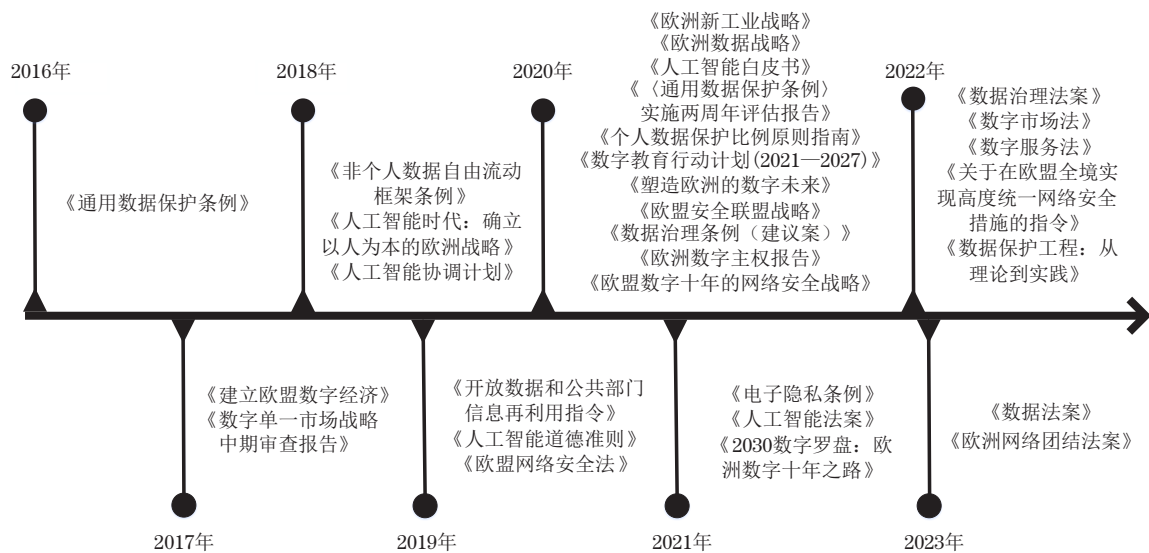 2016年
《通用数据保护条例》
2017年
《建立欧盟数字经济》
《数字单一市场战略
中期审查报告》
2018年
《非个人数据自由流动
框架条例》
《人工智能时代：确立
以人为本的欧洲战略》
《人工智能协调计划》
2019年
《开放数据和公共部门
信息再利用指令》
《人工智能道德准则》
《欧盟网络安全法》
2020年
《欧洲新工业战略》
《欧洲数据战略》
《人工智能白皮书》
《〈通用数据保护条例〉
实施两周年评估报告》
《个人数据保护比例原则指南》
《数字教育行动计划(2021—2027)》
《塑造欧洲的数字未来》
《欧盟安全联盟战略》
《数据治理条例（建议案）》
《欧洲数字主权报告》
《欧盟数字十年的网络安全战略》
2021年
《电子隐私条例》
《人工智能法案》
《2030数字罗盘：欧
洲数字十年之路》
2022年
《数据治理法案》
《数字市场法》
《数字服务法》
《关于在欧盟全境实
现高度统一网络安全
措施的指令》
《数据保护工程：从
理论到实践》
2023年
《数据法案》
《欧洲网络团结法案》